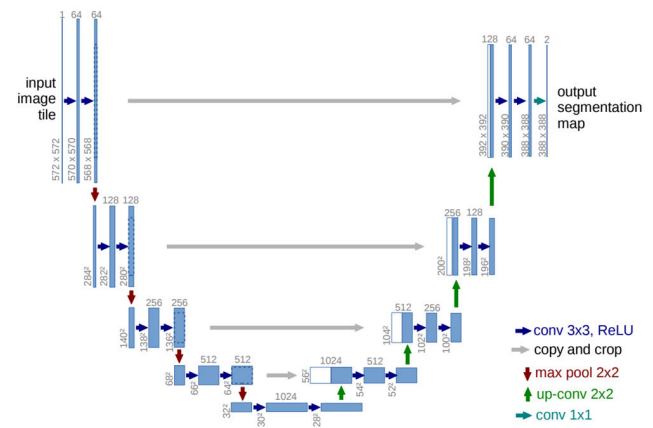 1 64 64
128 64 64 2
input
image
tile
output
segmentation
map
572 x 572
570 x 570
568 x 568
392 x 392
390 x 390
388 x 388
388 x 388
128 128
256 128
284²
282²
280²
200²
198²
196²
256 256
512 256
140²
138²
136²
104²
102²
100²
512 512
1024 512
68²
66²
64²
56²
54²
52²
1024
32²
30²
28²
conv 3x3, ReLU
copy and crop
max pool 2x2
up-conv 2x2
conv 1x1